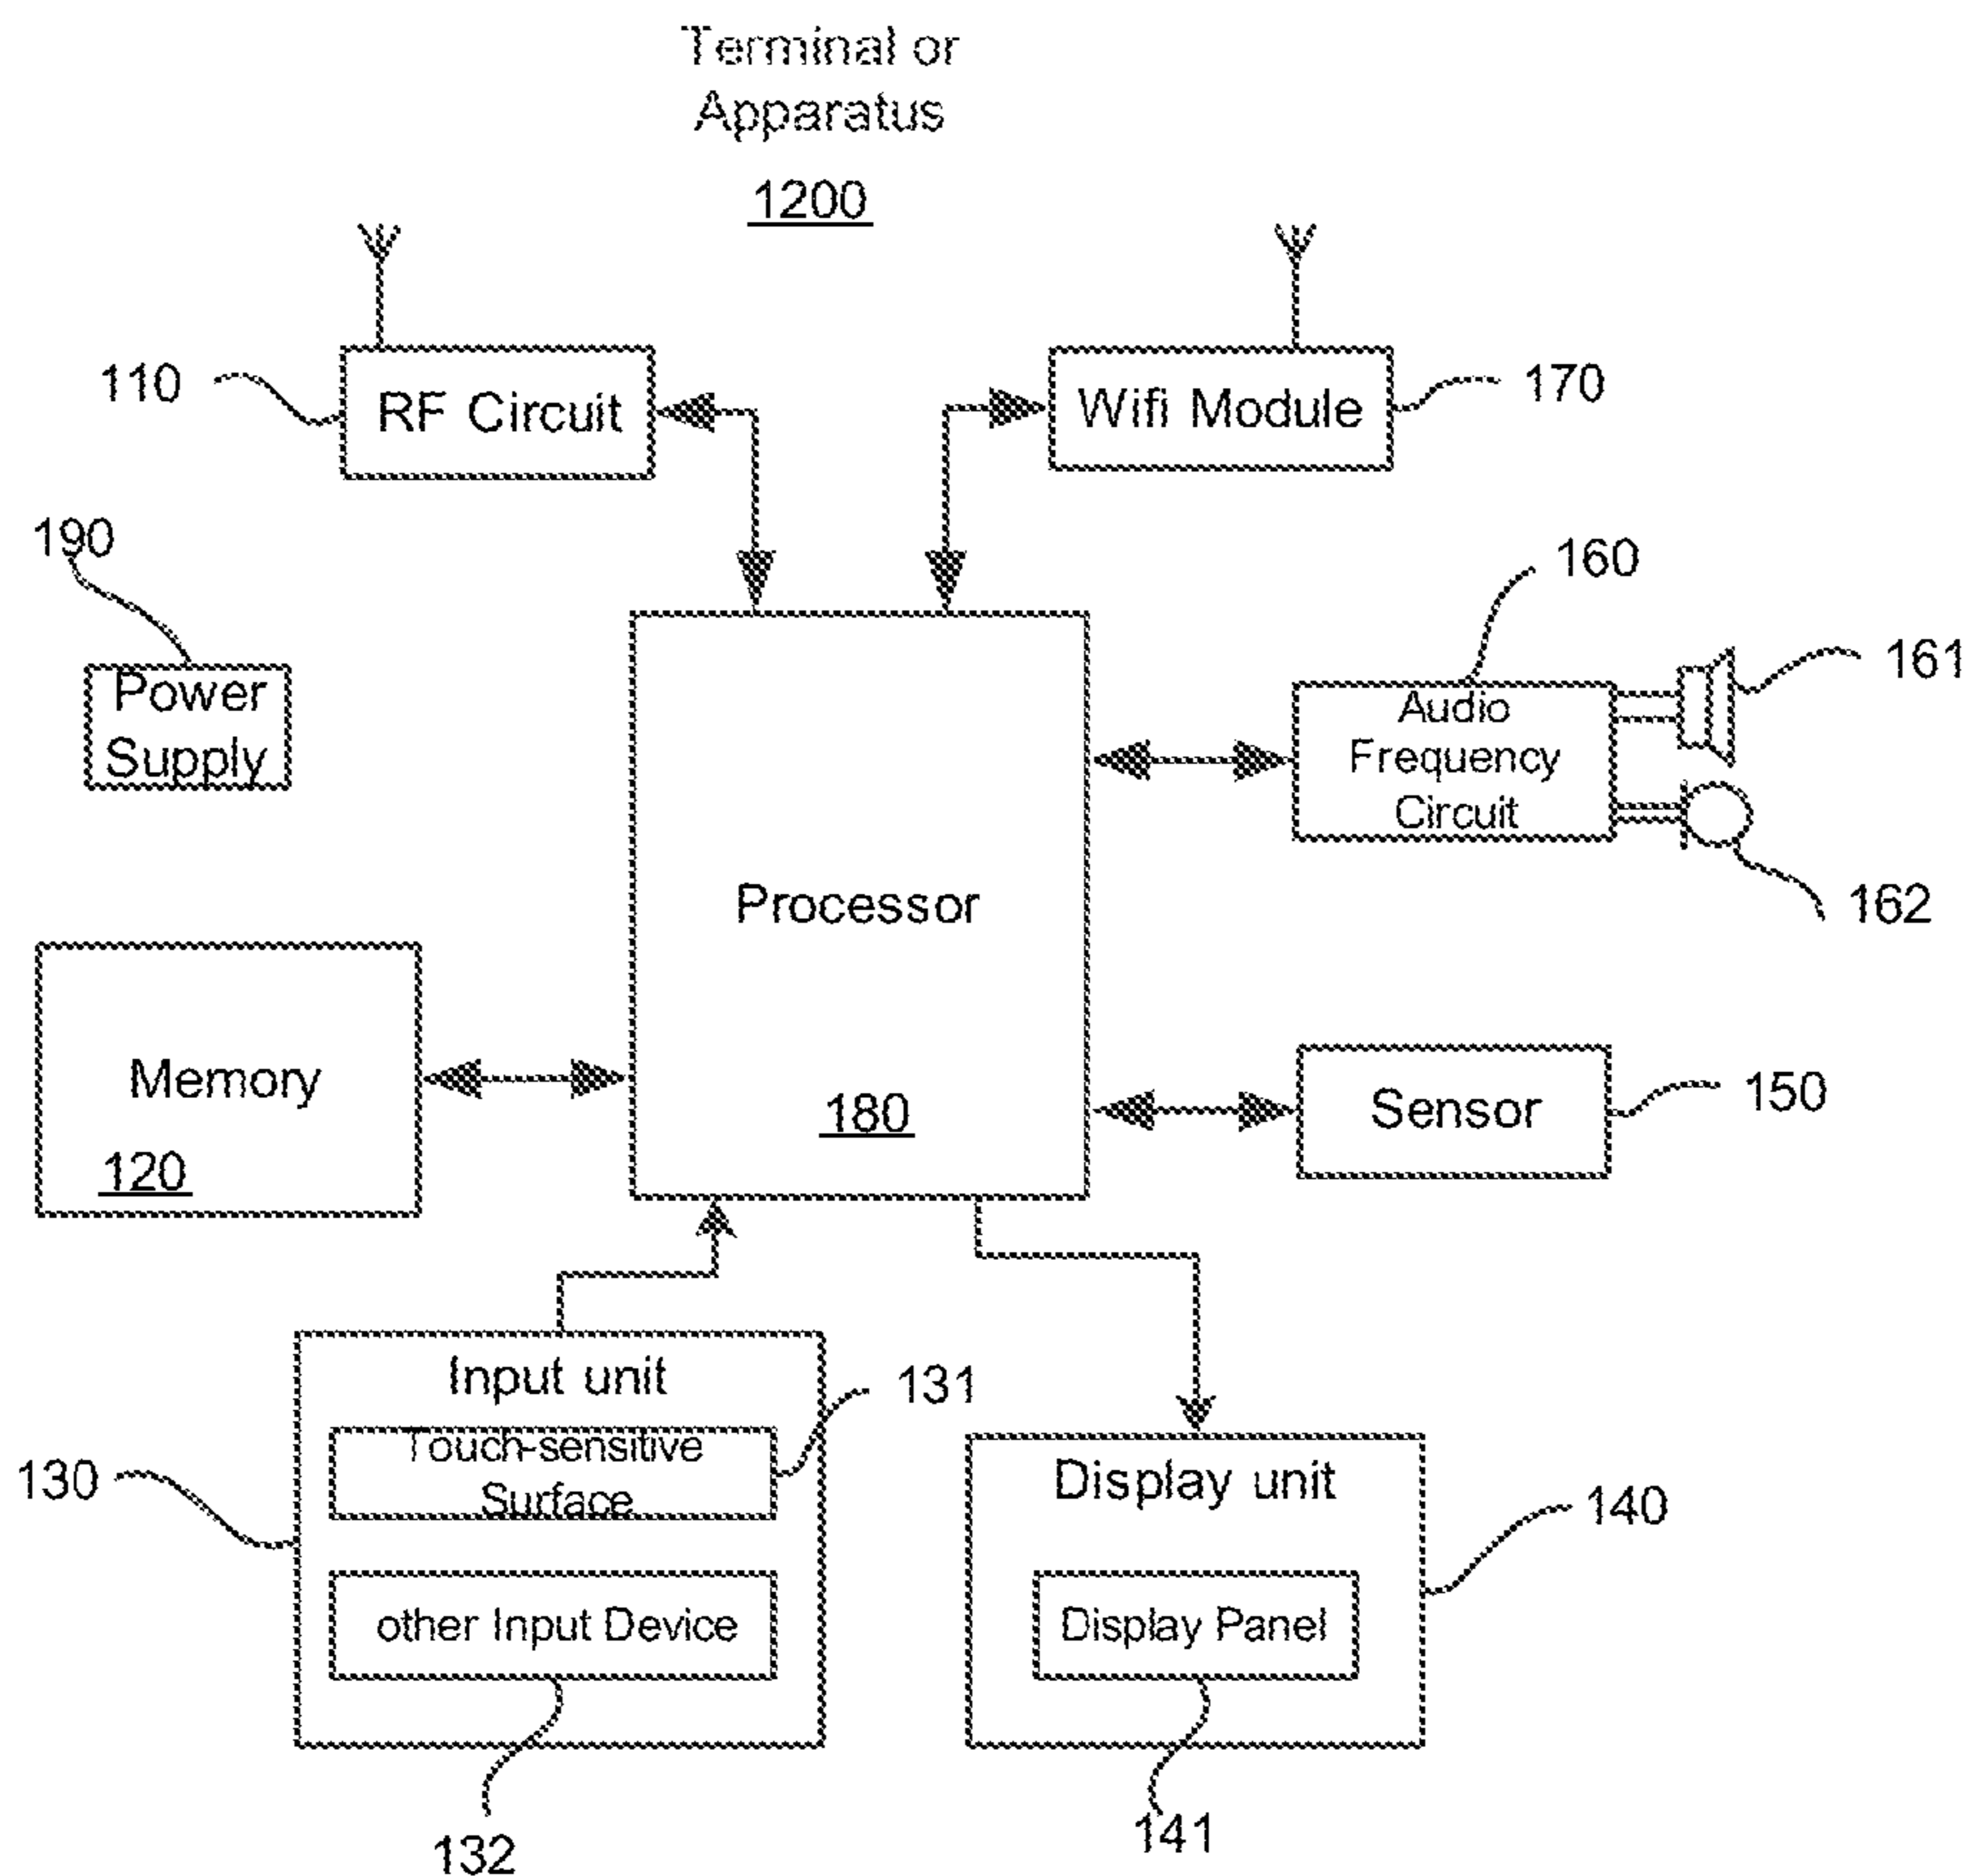 Terminal or
Apparatus
1200
110
RF Circuit
Wifi Module
170
190
Power
Supply
160
Audio
Frequency
Circuit
161
162
Processor
180
Memory
120
Sensor
150
Input unit
131
Touch-sensitive
Surface
130
other Input Device
132
Display unit
140
Display Panel
141